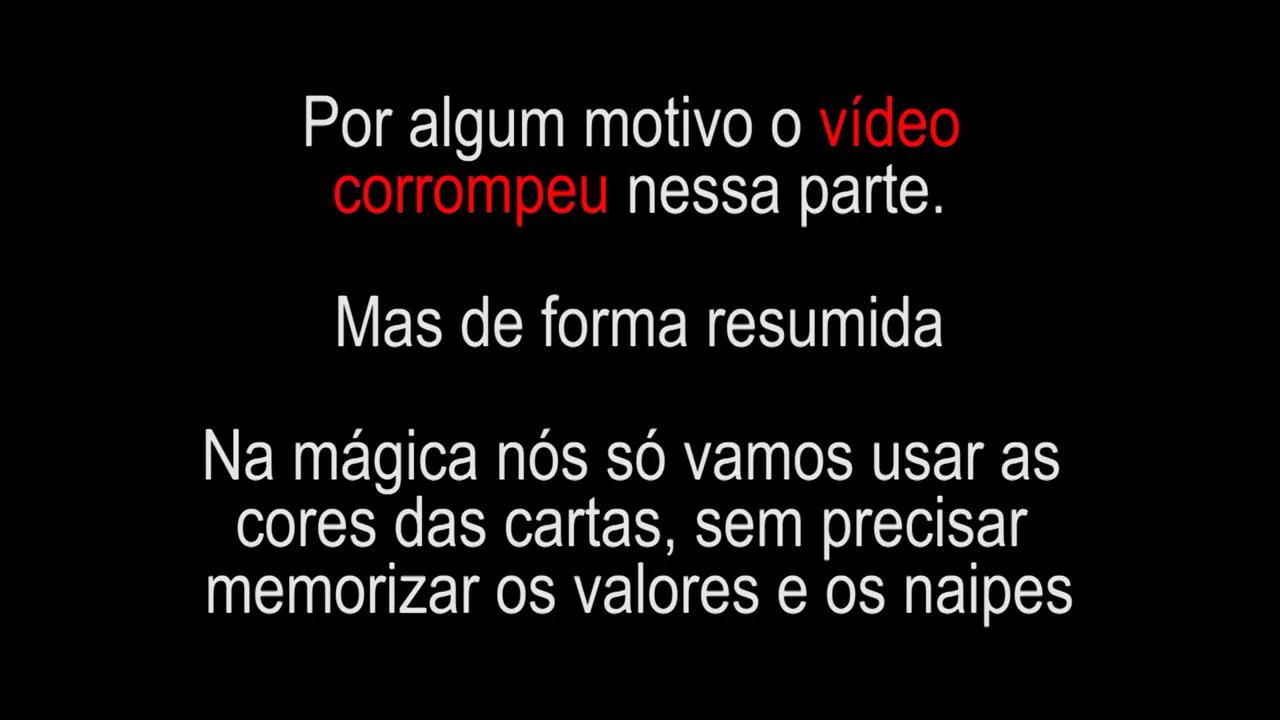 Por algum motivo o vídeo
corrompeu nessa parte.
Mas de forma resumida
Na mágica nós só vamos usar as
cores das cartas, sem precisar
memorizar os valores e os naipes